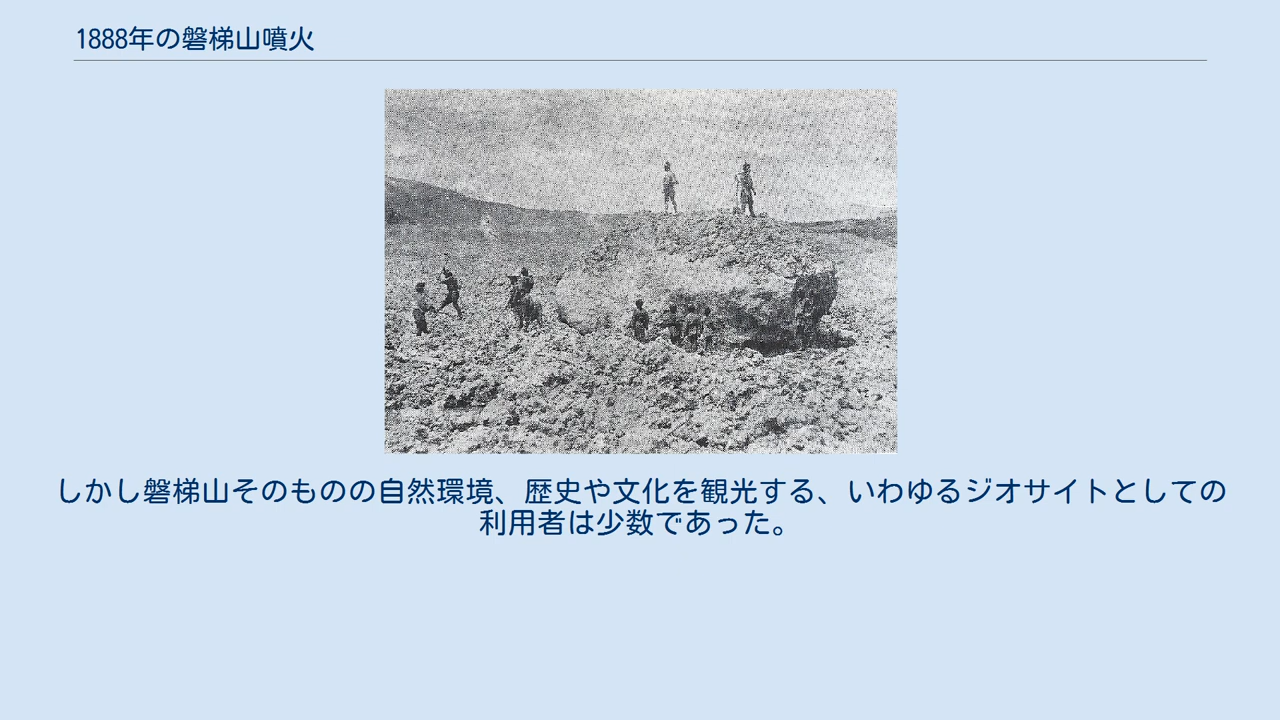 1888年の磐梯山噴火
しかし磐梯山そのものの自然環境、歴史や文化を観光する、いわゆるジオサイトとしての
利用者は少数であった。